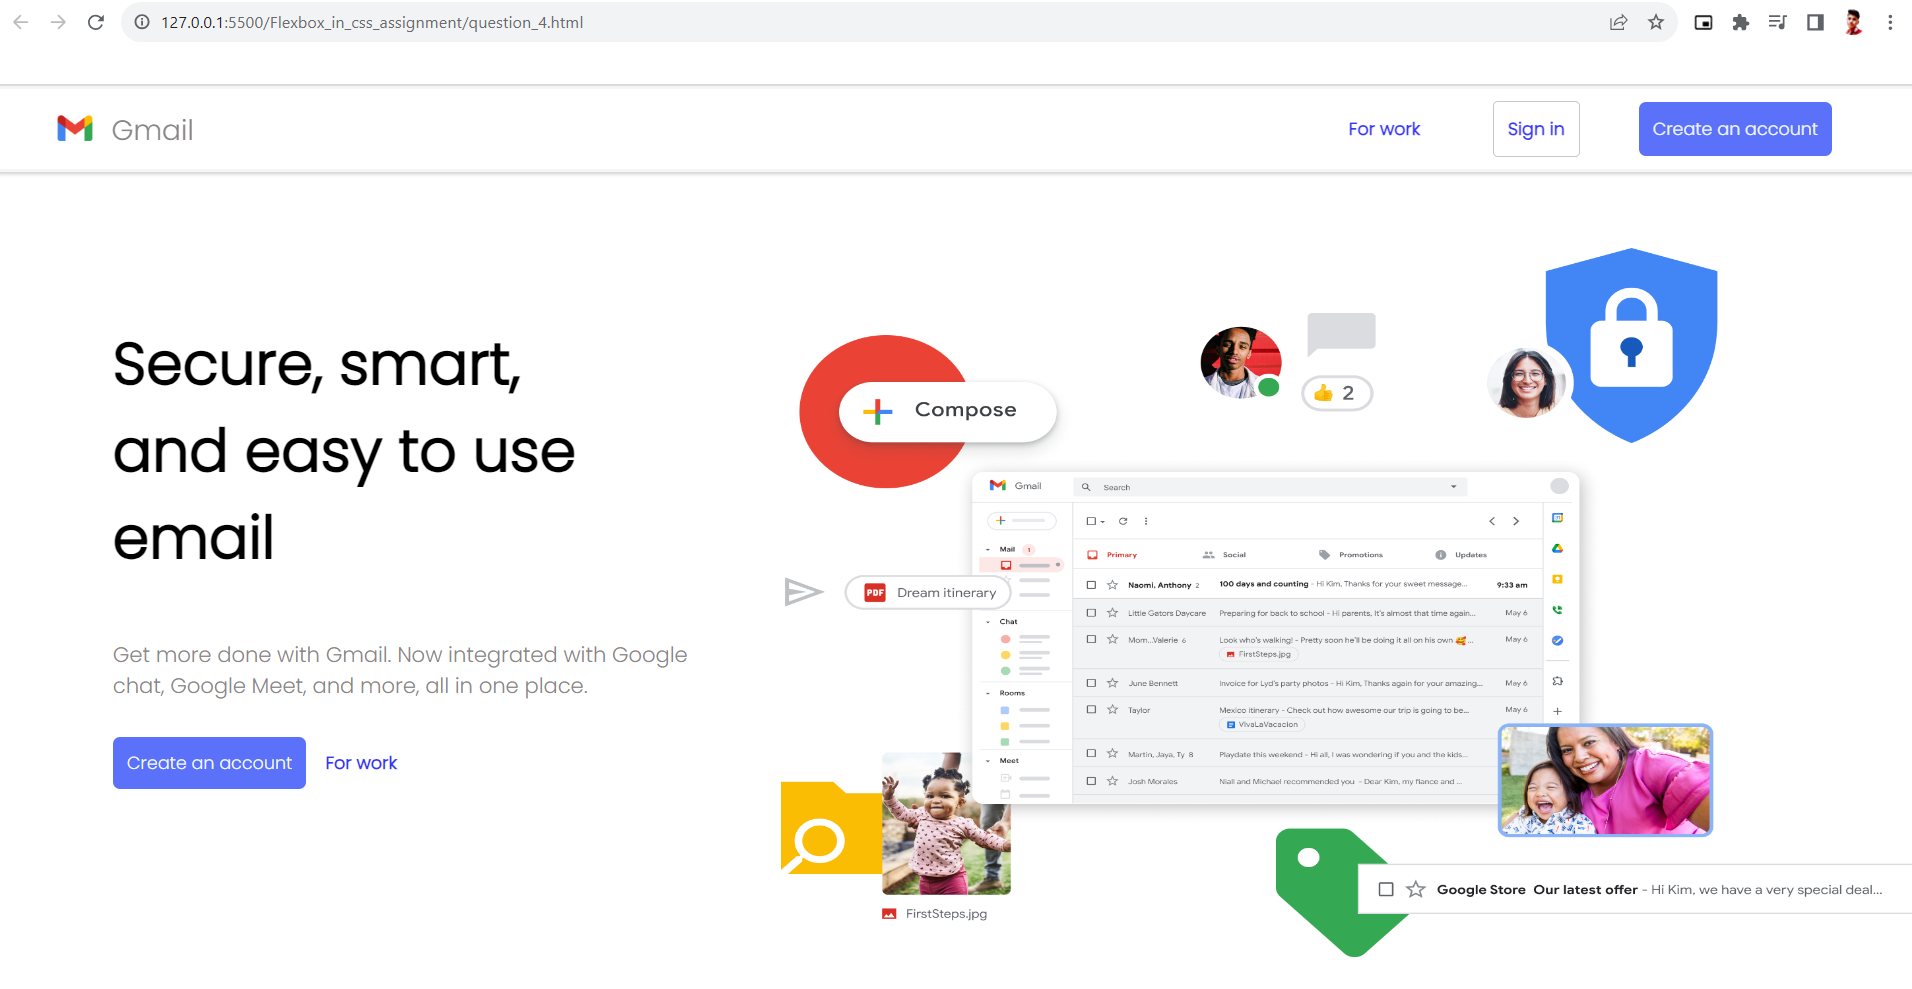 127.0.0.1:5500/Flexbox_in_css_assignment/question_4.html
Gmail
For work
Sign in
Create an account
Secure, smart,
and easy to use
email
Get more done with Gmail. Now integrated with Google
chat, Google Meet, and more, all in one place.
Create an account
For work
Compose
👍 2
Gmail
Search
Mail 1
Primary
Social
Promotions
Updates
Naomi, Anthony 2 100 days and counting - Hi Kim, Thanks for your sweet message... 9:33 am
PDF Dream itinerary
Little Gators Daycare Preparing for back to school - Hi parents, It's almost that time again... May 6
Chat
Mom...Valerie 6 Look who's walking! - Pretty soon he'll be doing it all on his own 🥰 ... May 6
FirstSteps.jpg
June Bennett Invoice for Lyd's party photos - Hi Kim, Thanks again for your amazing... May 6
Rooms
Taylor Mexico itinerary - Check out how awesome our trip is going to be... May 6
VivaLaVacacion
Martin, Jaya, Ty 8 Playdate this weekend - Hi all, I was wondering if you and the kids...
Meet
Josh Morales Niall and Michael recommended you - Dear Kim, my fiance and ...
Google Store Our latest offer - Hi Kim, we have a very special deal...
FirstSteps.jpg